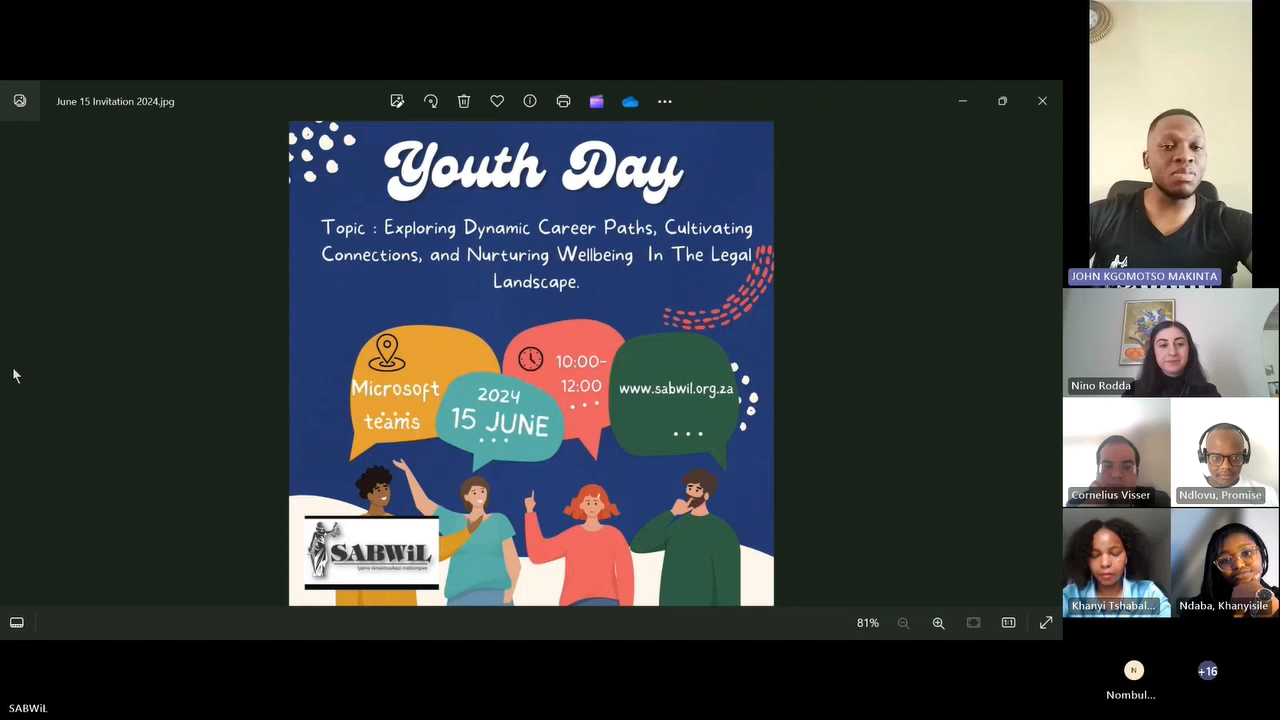 June 15 Invitation 2024.jpg
Youth Day
Topic : Exploring Dynamic Career Paths, Cultivating
Connections, and Nurturing Wellbeing In The Legal
Landscape.
Microsoft
teams
2024
15 JUNE
10:00-
12:00
www.sabwil.org.za
SABWiL
81%
1:1
JOHN KGOMOTSO MAKINTA
Nino Rodda
Cornelius Visser
Ndlovu, Promise
Khanyi Tshabal...
Ndaba, Khanyisile
N
Nombul...
+16
SABWiL